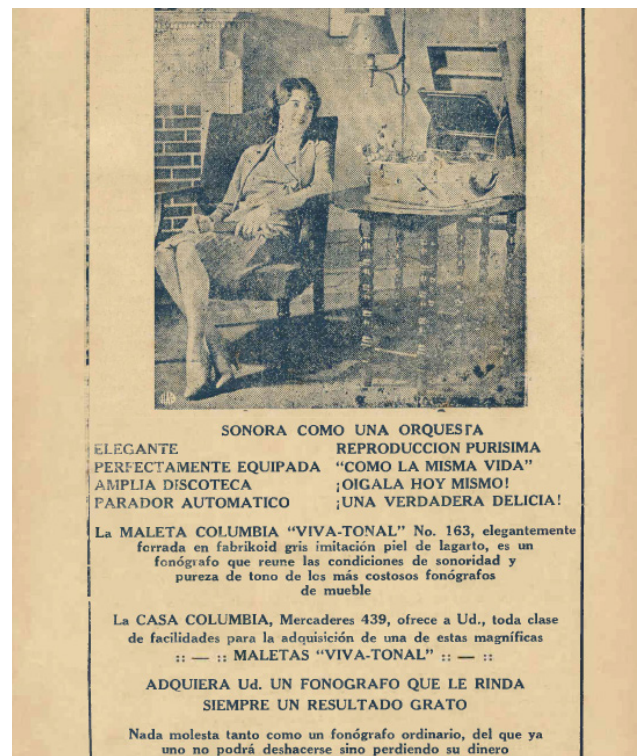 SONORA COMO UNA ORQUESTA
ELEGANTE REPRODUCCION PURISIMA
PERFECTAMENTE EQUIPADA “COMO LA MISMA VIDA”
AMPLIA DISCOTECA ¡OIGALA HOY MISMO!
PARADOR AUTOMATICO ¡UNA VERDADERA DELICIA!
La MALETA COLUMBIA “VIVA-TONAL” No. 163, elegantemente
forrada en fabrikoid gris imitación piel de lagarto, es un
fonógrafo que reune las condiciones de sonoridad y
pureza de tono de los más costosos fonógrafos
de mueble
La CASA COLUMBIA, Mercaderes 439, ofrece a Ud., toda clase
de facilidades para la adquisición de una de estas magníficas
:: — :: MALETAS “VIVA-TONAL” :: — ::
ADQUIERA Ud. UN FONOGRAFO QUE LE RINDA
SIEMPRE UN RESULTADO GRATO
Nada molesta tanto como un fonógrafo ordinario, del que ya
uno no podrá deshacerse sino perdiendo su dinero